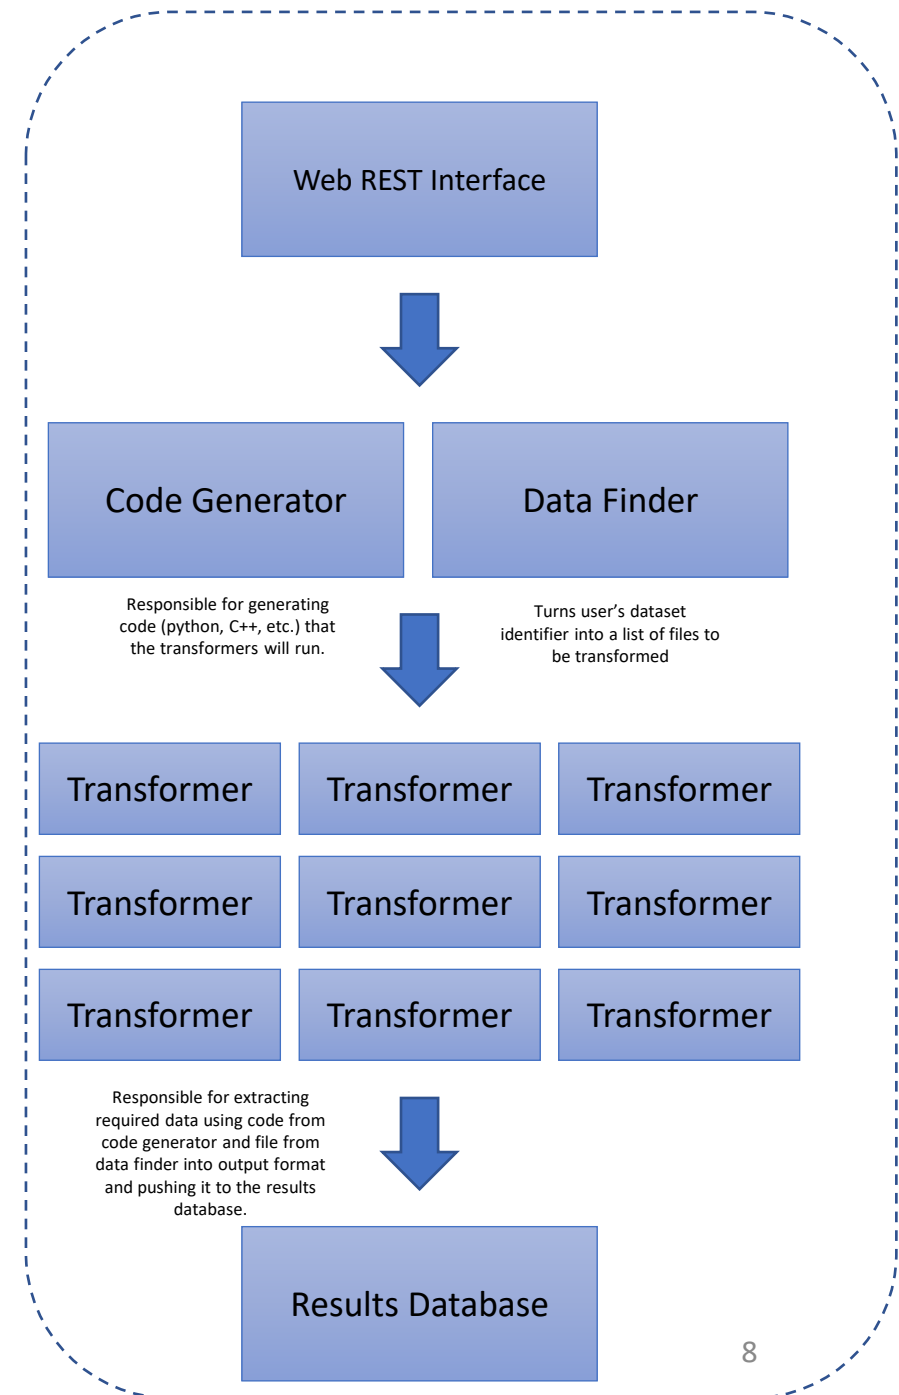 Web REST Interface
Code Generator
Data Finder
Responsible for generating
code (python, C++, etc.) that
the transformers will run.
Turns user’s dataset
identifier into a list of files to
be transformed
Transformer
Transformer
Transformer
Transformer
Transformer
Transformer
Transformer
Transformer
Transformer
Responsible for extracting
required data using code from
code generator and file from
data finder into output format
and pushing it to the results
database.
Results Database
8